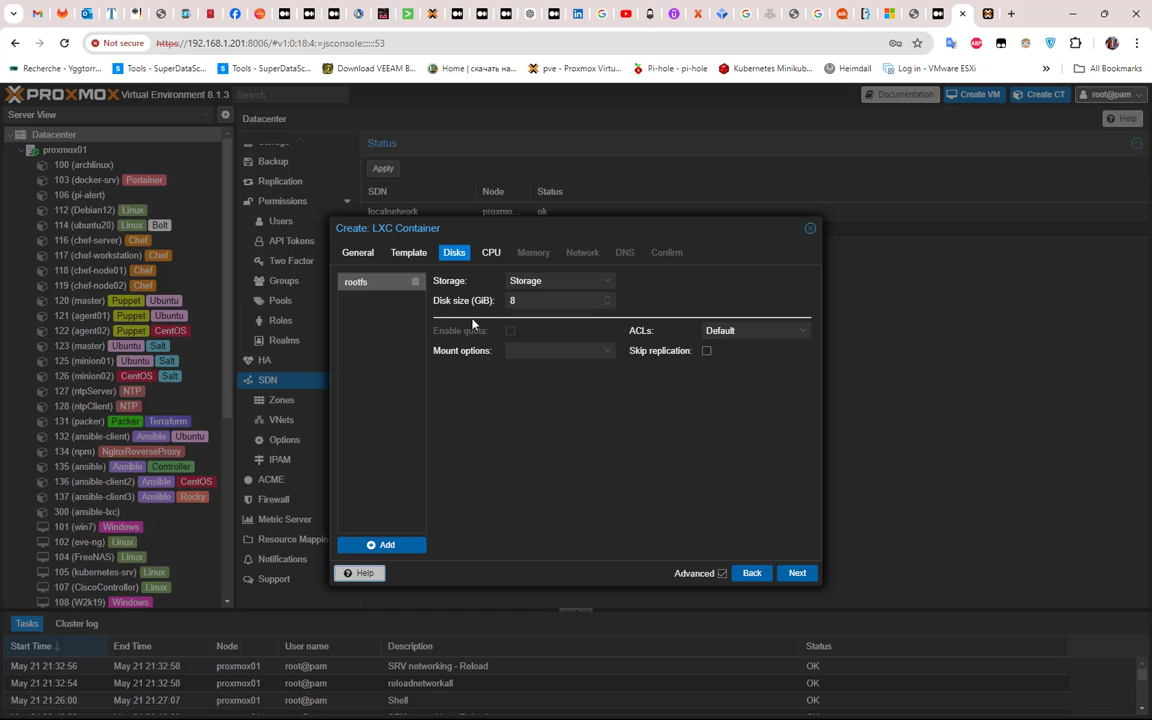 Not secure https://192.168.1.201:8006/#v1:0:18:4:=jsconsole:::::53
Recherche - Yggtorr... Tools - SuperDataSc... Tools - SuperDataSc... Download VEEAM B... Home | скачать на... pve - Proxmox Virtu... Pi-hole - pi-hole Kubernetes Minikub... Heimdall Log in - VMware ESXi » All Bookmarks
PROXMOX Virtual Environment 8.1.3 Search Documentation Create VM Create CT root@pam
Server View
Datacenter
proxmox01
100 (archlinux)
103 (docker-srv) Portainer
106 (pi-alert)
112 (Debian12) Linux
114 (ubuntu20) Linux Bolt
116 (chef-server) Chef
117 (chef-workstation) Chef
118 (chef-node01) Chef
119 (chef-node02) Chef
120 (master) Puppet Ubuntu
121 (agent01) Puppet Ubuntu
122 (agent02) Puppet CentOS
123 (master) Ubuntu Salt
125 (minion01) Ubuntu Salt
126 (minion02) CentOS Salt
127 (ntpServer) NTP
128 (ntpClient) NTP
131 (packer) Packer Terraform
132 (ansible-client) Ansible Ubuntu
134 (npm) NginxReverseProxy
135 (ansible) Ansible Controller
136 (ansible-client2) Ansible CentOS
137 (ansible-client3) Ansible Rocky
300 (ansible-lxc)
101 (win7) Windows
102 (eve-ng) Linux
104 (FreeNAS) Linux
105 (kubernetes-srv) Linux
107 (CiscoController) Linux
108 (W2k19) Windows
Datacenter Help
Storage
Backup
Replication
Permissions
Users
API Tokens
Two Factor
Groups
Pools
Roles
Realms
HA
SDN
Zones
VNets
Options
IPAM
ACME
Firewall
Metric Server
Resource Mappin
Notifications
Support
Status
Apply
SDN Node Status
localnetwork proxmo... ok
Create: LXC Container
General Template Disks CPU Memory Network DNS Confirm
rootfs
Storage: Storage
Disk size (GiB): 8
Enable quota: ACLs: Default
Mount options: Skip replication:
Add
Help Advanced Back Next
Tasks Cluster log
Start Time ↓ End Time Node User name Description Status
May 21 21:32:56 May 21 21:32:58 proxmox01 root@pam SRV networking - Reload OK
May 21 21:32:54 May 21 21:32:58 proxmox01 root@pam reloadnetworkall OK
May 21 21:26:00 May 21 21:27:07 proxmox01 root@pam Shell OK